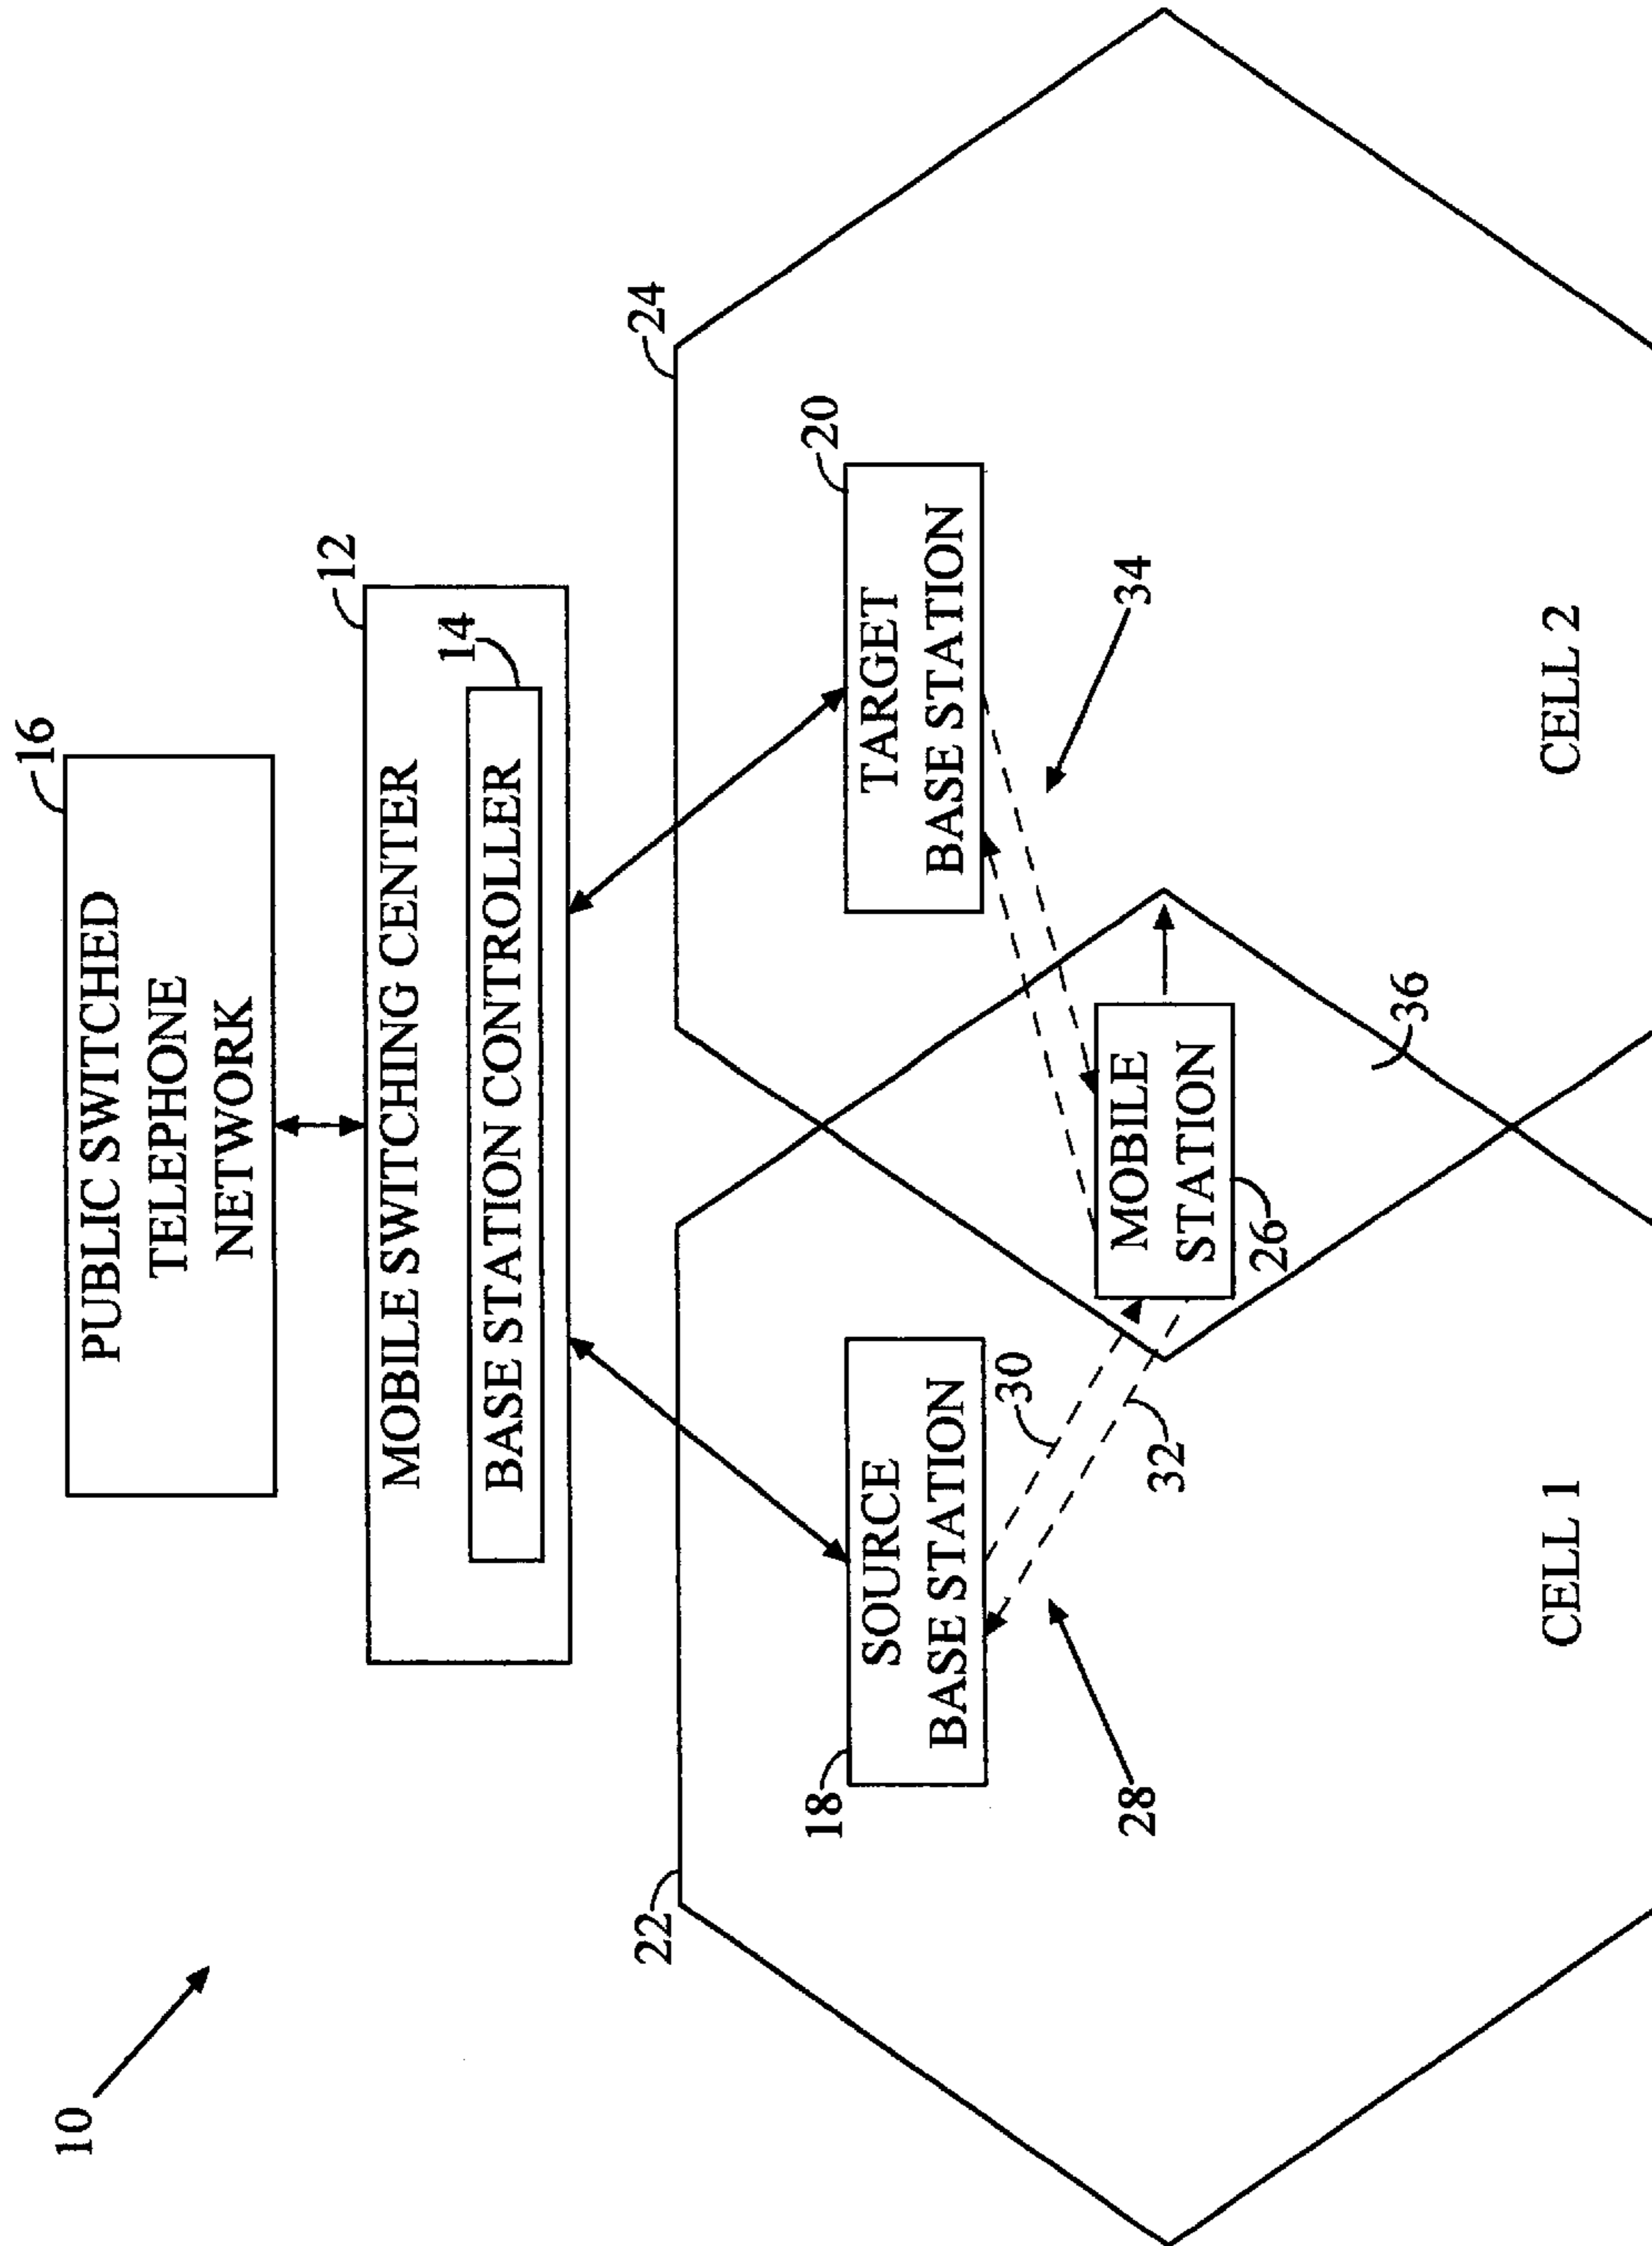 10
16
PUBLIC SWITCHED
TELEPHONE
NETWORK
12
MOBILE SWITCHING CENTER
14
BASE STATION CONTROLLER
22
24
18
SOURCE
BASE STATION
20
TARGET
BASE STATION
28
30
32
34
MOBILE
STATION
26
36
CELL 1
CELL 2